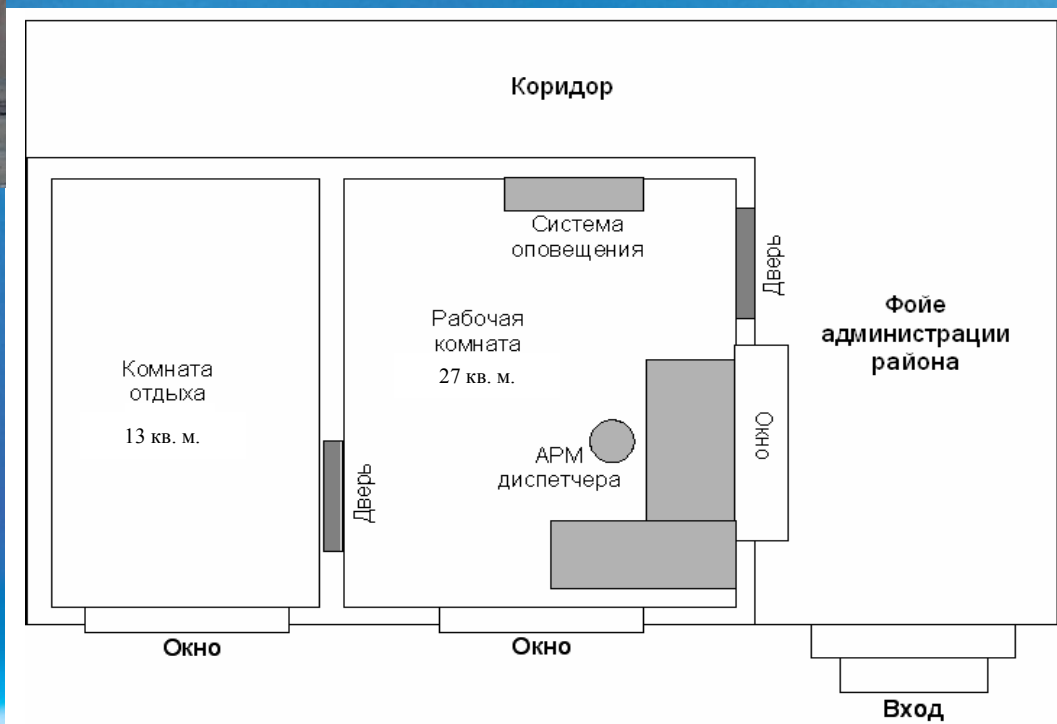 Коридор
Система
оповещения
Дверь
Фойе
администрации
района
Рабочая
комната
27 кв. м.
Комната
отдыха
13 кв. м.
Окно
АРМ
диспетчера
Дверь
Окно
Окно
Вход